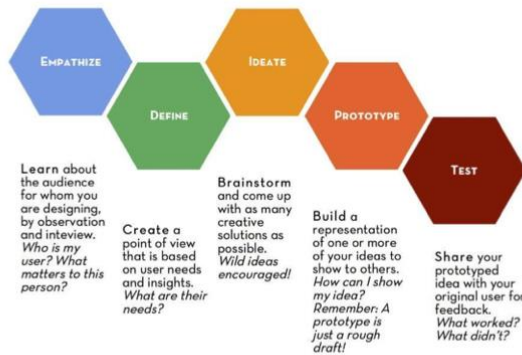 EMPATHIZE
Learn about
the audience
for whom you
are designing,
by observation
and inteview.
Who is my
user? What
matters to this
person?
DEFINE
Create a
point of view
that is based
on user needs
and insights.
What are their
needs?
IDEATE
Brainstorm
and come up
with as many
creative
solutions as
possible.
Wild ideas
encouraged!
PROTOTYPE
Build a
representation
of one or more
of your ideas to
show to others.
How can I show
my idea?
Remember: A
prototype is
just a rough
draft!
TEST
Share your
prototyped
idea with your
original user for
feedback.
What worked?
What didn't?